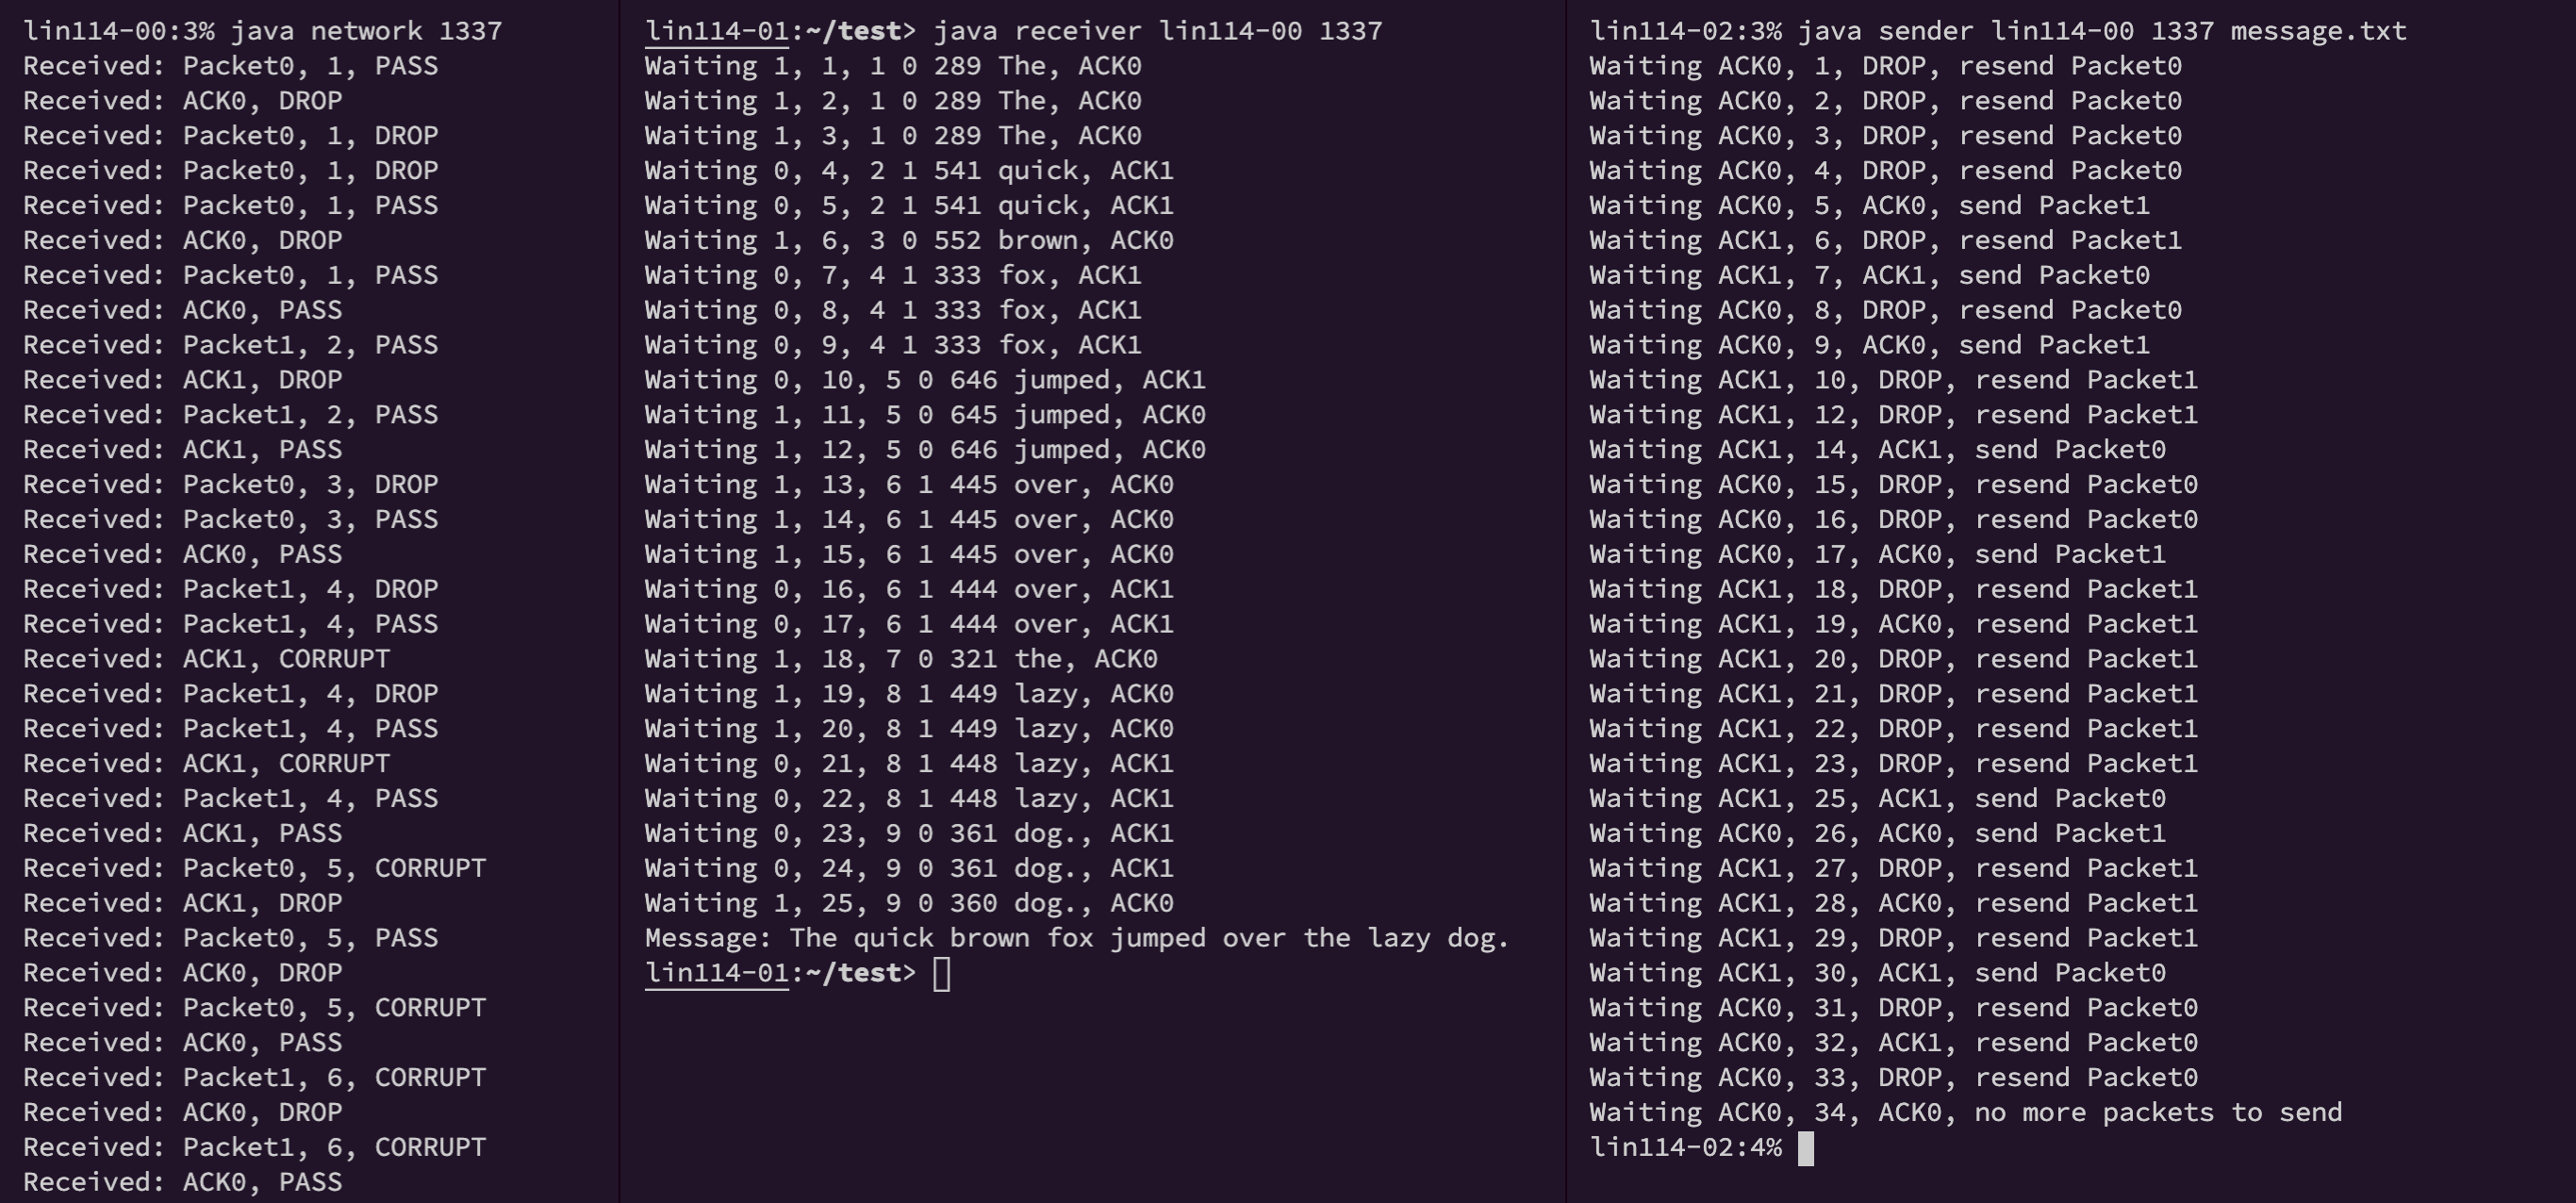 lin114-00:3% java network 1337
Received: Packet0, 1, PASS
Received: ACK0, DROP
Received: Packet0, 1, DROP
Received: Packet0, 1, DROP
Received: Packet0, 1, PASS
Received: ACK0, DROP
Received: Packet0, 1, PASS
Received: ACK0, PASS
Received: Packet1, 2, PASS
Received: ACK1, DROP
Received: Packet1, 2, PASS
Received: ACK1, PASS
Received: Packet0, 3, DROP
Received: Packet0, 3, PASS
Received: ACK0, PASS
Received: Packet1, 4, DROP
Received: Packet1, 4, PASS
Received: ACK1, CORRUPT
Received: Packet1, 4, DROP
Received: Packet1, 4, PASS
Received: ACK1, CORRUPT
Received: Packet1, 4, PASS
Received: ACK1, PASS
Received: Packet0, 5, CORRUPT
Received: ACK1, DROP
Received: Packet0, 5, PASS
Received: ACK0, DROP
Received: Packet0, 5, CORRUPT
Received: ACK0, PASS
Received: Packet1, 6, CORRUPT
Received: ACK0, DROP
Received: Packet1, 6, CORRUPT
Received: ACK0, PASS
lin114-01:~/test> java receiver lin114-00 1337
Waiting 1, 1, 1 0 289 The, ACK0
Waiting 1, 2, 1 0 289 The, ACK0
Waiting 1, 3, 1 0 289 The, ACK0
Waiting 0, 4, 2 1 541 quick, ACK1
Waiting 0, 5, 2 1 541 quick, ACK1
Waiting 1, 6, 3 0 552 brown, ACK0
Waiting 0, 7, 4 1 333 fox, ACK1
Waiting 0, 8, 4 1 333 fox, ACK1
Waiting 0, 9, 4 1 333 fox, ACK1
Waiting 0, 10, 5 0 646 jumped, ACK1
Waiting 1, 11, 5 0 645 jumped, ACK0
Waiting 1, 12, 5 0 646 jumped, ACK0
Waiting 1, 13, 6 1 445 over, ACK0
Waiting 1, 14, 6 1 445 over, ACK0
Waiting 1, 15, 6 1 445 over, ACK0
Waiting 0, 16, 6 1 444 over, ACK1
Waiting 0, 17, 6 1 444 over, ACK1
Waiting 1, 18, 7 0 321 the, ACK0
Waiting 1, 19, 8 1 449 lazy, ACK0
Waiting 1, 20, 8 1 449 lazy, ACK0
Waiting 0, 21, 8 1 448 lazy, ACK1
Waiting 0, 22, 8 1 448 lazy, ACK1
Waiting 0, 23, 9 0 361 dog., ACK1
Waiting 0, 24, 9 0 361 dog., ACK1
Waiting 1, 25, 9 0 360 dog., ACK0
Message: The quick brown fox jumped over the lazy dog.
lin114-01:~/test>
lin114-02:3% java sender lin114-00 1337 message.txt
Waiting ACK0, 1, DROP, resend Packet0
Waiting ACK0, 2, DROP, resend Packet0
Waiting ACK0, 3, DROP, resend Packet0
Waiting ACK0, 4, DROP, resend Packet0
Waiting ACK0, 5, ACK0, send Packet1
Waiting ACK1, 6, DROP, resend Packet1
Waiting ACK1, 7, ACK1, send Packet0
Waiting ACK0, 8, DROP, resend Packet0
Waiting ACK0, 9, ACK0, send Packet1
Waiting ACK1, 10, DROP, resend Packet1
Waiting ACK1, 12, DROP, resend Packet1
Waiting ACK1, 14, ACK1, send Packet0
Waiting ACK0, 15, DROP, resend Packet0
Waiting ACK0, 16, DROP, resend Packet0
Waiting ACK0, 17, ACK0, send Packet1
Waiting ACK1, 18, DROP, resend Packet1
Waiting ACK1, 19, ACK0, resend Packet1
Waiting ACK1, 20, DROP, resend Packet1
Waiting ACK1, 21, DROP, resend Packet1
Waiting ACK1, 22, DROP, resend Packet1
Waiting ACK1, 23, DROP, resend Packet1
Waiting ACK1, 25, ACK1, send Packet0
Waiting ACK0, 26, ACK0, send Packet1
Waiting ACK1, 27, DROP, resend Packet1
Waiting ACK1, 28, ACK0, resend Packet1
Waiting ACK1, 29, DROP, resend Packet1
Waiting ACK1, 30, ACK1, send Packet0
Waiting ACK0, 31, DROP, resend Packet0
Waiting ACK0, 32, ACK1, resend Packet0
Waiting ACK0, 33, DROP, resend Packet0
Waiting ACK0, 34, ACK0, no more packets to send
lin114-02:4%